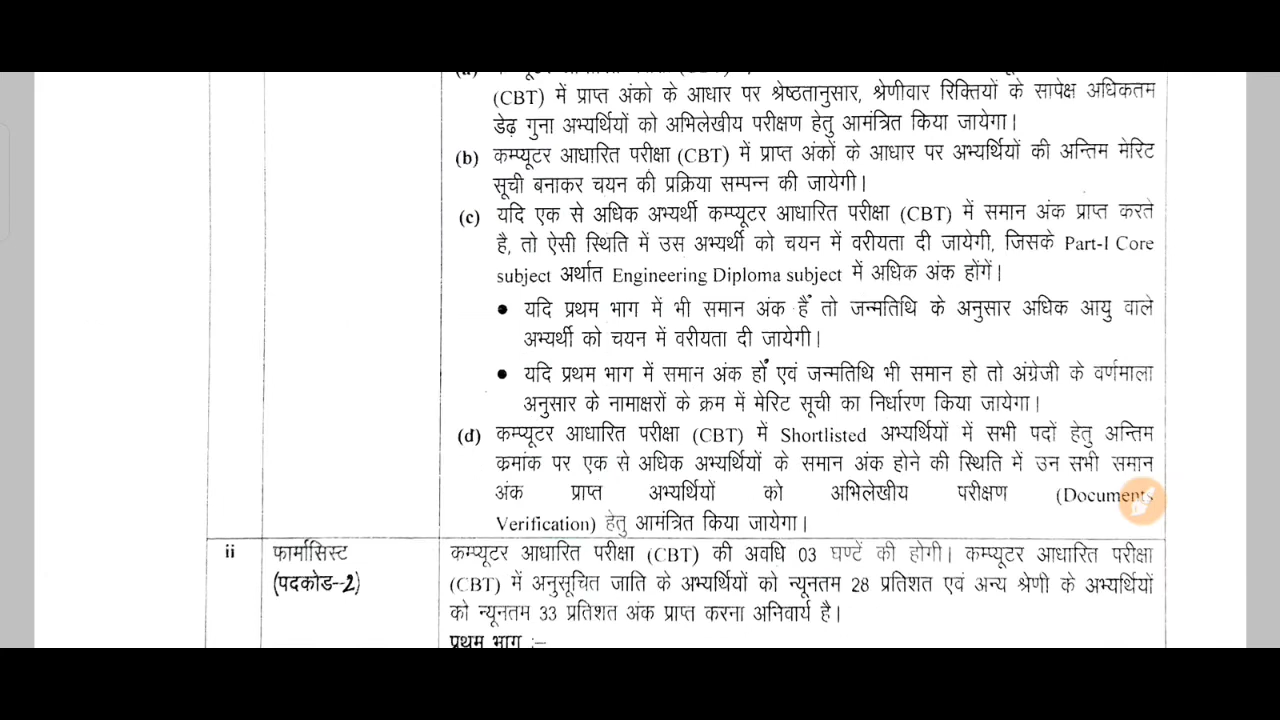 (CBT) में प्राप्त अंको के आधार पर श्रेष्ठतानुसार, श्रेणीवार रिक्तियों के सापेक्ष अधिकतम
डेढ़ गुना अभ्यर्थियों को अभिलेखीय परीक्षण हेतु आमंत्रित किया जायेगा।
(b) कम्प्यूटर आधारित परीक्षा (CBT) में प्राप्त अंकों के आधार पर अभ्यर्थियों की अन्तिम मेरिट
सूची बनाकर चयन की प्रक्रिया सम्पन्न की जायेगी।
(c) यदि एक से अधिक अभ्यर्थी कम्प्यूटर आधारित परीक्षा (CBT) में समान अंक प्राप्त करते
है, तो ऐसी स्थिति में उस अभ्यर्थी को चयन में वरीयता दी जायेगी, जिसके Part-I Core
subject अर्थात Engineering Diploma subject में अधिक अंक होंगें।
• यदि प्रथम भाग में भी समान अंक हैं तो जन्मतिथि के अनुसार अधिक आयु वाले
अभ्यर्थी को चयन में वरीयता दी जायेगी।
• यदि प्रथम भाग में समान अंक हों एवं जन्मतिथि भी समान हो तो अंग्रेजी के वर्णमाला
अनुसार के नामाक्षरों के क्रम में मेरिट सूची का निर्धारण किया जायेगा।
(d) कम्प्यूटर आधारित परीक्षा (CBT) में Shortlisted अभ्यर्थियों में सभी पदों हेतु अन्तिम
कमांक पर एक से अधिक अभ्यर्थियों के समान अंक होने की स्थिति में उन सभी समान
अंक प्राप्त अभ्यर्थियों को अभिलेखीय परीक्षण (Documents
Verification) हेतु आमंत्रित किया जायेगा।
ii फार्मासिस्ट कम्प्यूटर आधारित परीक्षा (CBT) की अवधि 03 घण्टें की होगी। कम्प्यूटर आधारित परीक्षा
(पदकोड-2) (CBT) में अनुसूचित जाति के अभ्यर्थियों को न्यूनतम 28 प्रतिशत एवं अन्य श्रेणी के अभ्यर्थियों
को न्यूनतम 33 प्रतिशत अंक प्राप्त करना अनिवार्य है।
प्रथम भाग :–